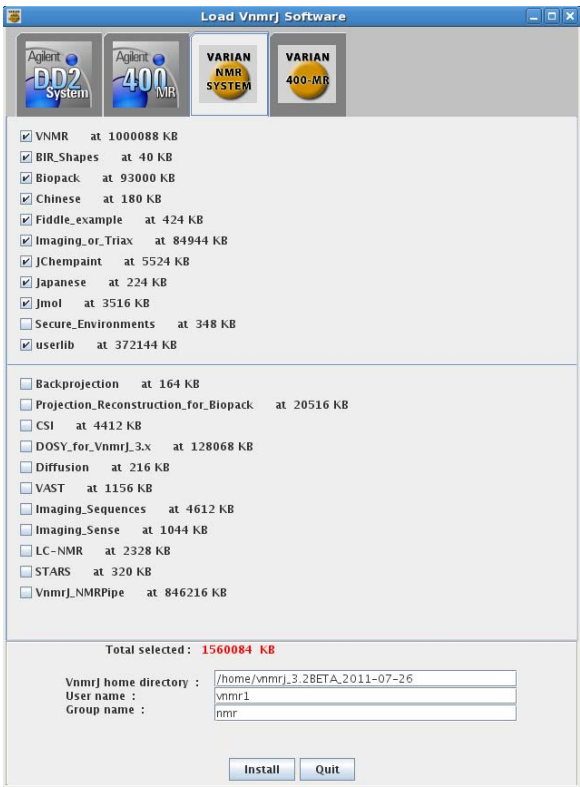 Load VnmrJ Software
Agilent
DD2
System
Agilent
400
MR
VARIAN
NMR
SYSTEM
VARIAN
400-MR
VNMR at 1000088 KB
BIR_Shapes at 40 KB
Biopack at 93000 KB
Chinese at 180 KB
Fiddle_example at 424 KB
Imaging_or_Triax at 84944 KB
JChempaint at 5524 KB
Japanese at 224 KB
Jmol at 3516 KB
Secure_Environments at 348 KB
userlib at 372144 KB
Backprojection at 164 KB
Projection_Reconstruction_for_Biopack at 20516 KB
CSI at 4412 KB
DOSY_for_VnmrJ_3.x at 128068 KB
Diffusion at 216 KB
VAST at 1156 KB
Imaging_Sequences at 4612 KB
Imaging_Sense at 1044 KB
LC-NMR at 2328 KB
STARS at 320 KB
VnmrJ_NMRPipe at 846216 KB
Total selected : 1560084 KB
VnmrJ home directory : /home/vnmrj_3.2BETA_2011-07-26
User name : vnmr1
Group name : nmr
Install Quit